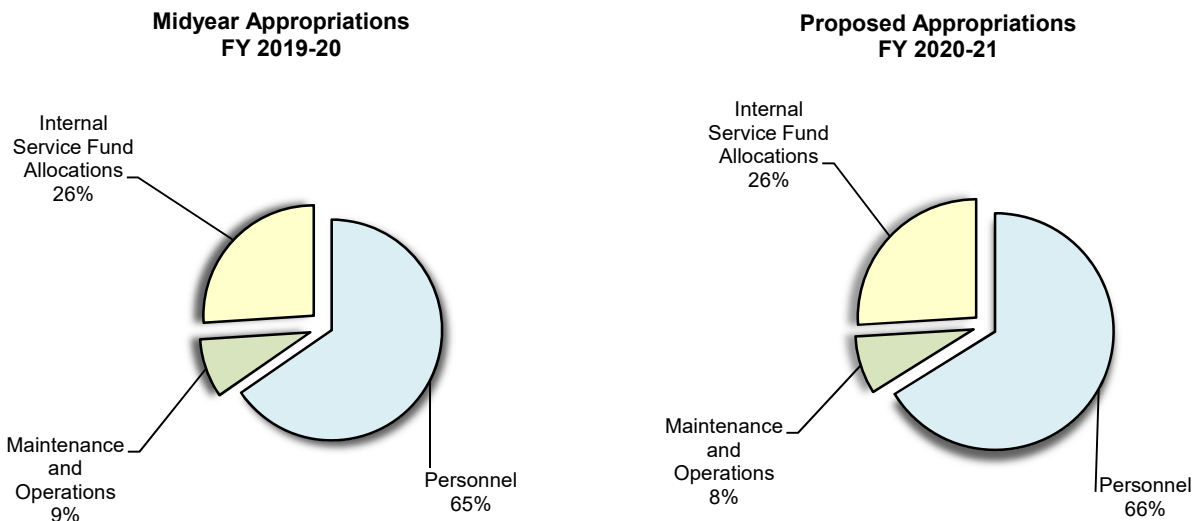 Midyear Appropriations
FY 2019-20
Internal
Service Fund
Allocations
26%
Maintenance
and
Operations
9%
Personnel
65%
Proposed Appropriations
FY 2020-21
Internal
Service Fund
Allocations
26%
Maintenance
and
Operations
8%
Personnel
66%